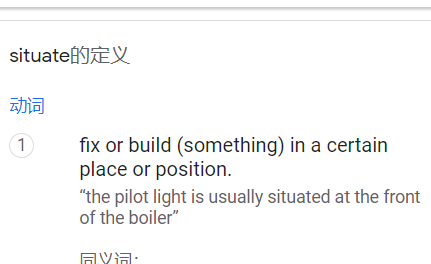 situate的定义
动词
1
fix or build (something) in a certain
place or position.
“the pilot light is usually situated at the front
of the boiler”
同义词：